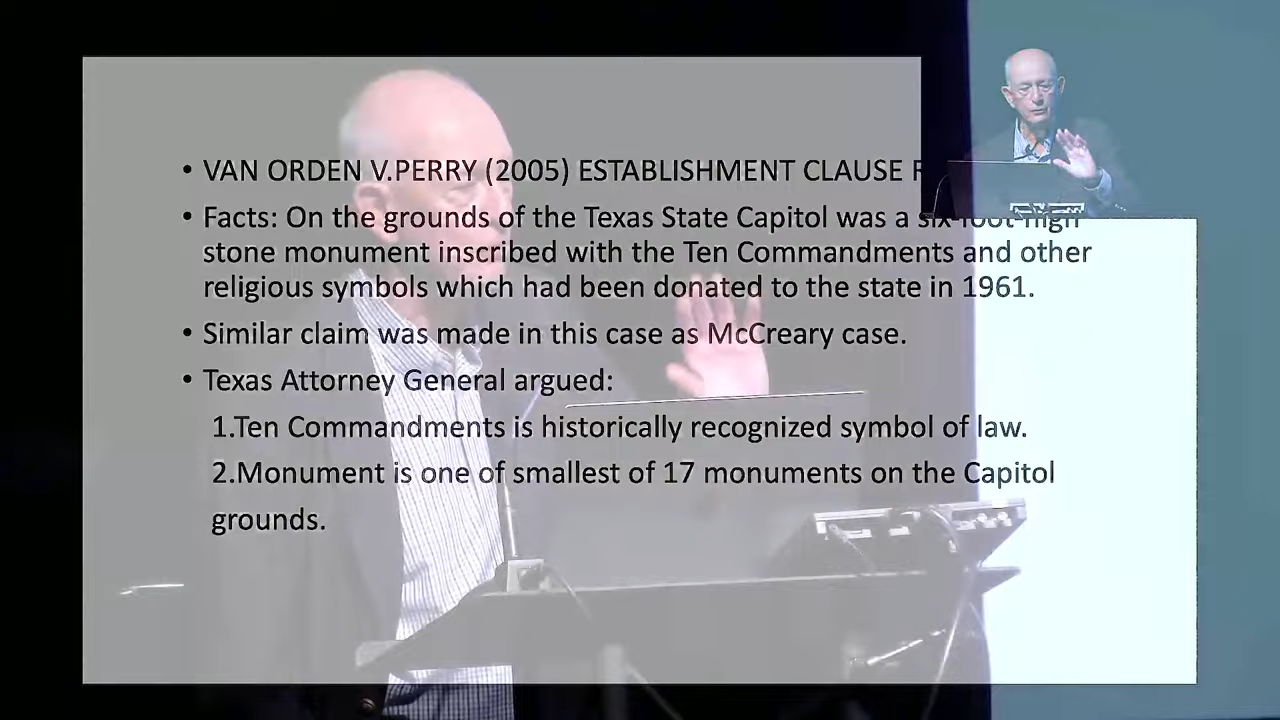 • VAN ORDEN V.PERRY (2005) ESTABLISHMENT CLAUSE
• Facts: On the grounds of the Texas State Capitol was a six-foot-high
stone monument inscribed with the Ten Commandments and other
religious symbols which had been donated to the state in 1961.
• Similar claim was made in this case as McCreary case.
• Texas Attorney General argued:
1.Ten Commandments is historically recognized symbol of law.
2.Monument is one of smallest of 17 monuments on the Capitol
grounds.